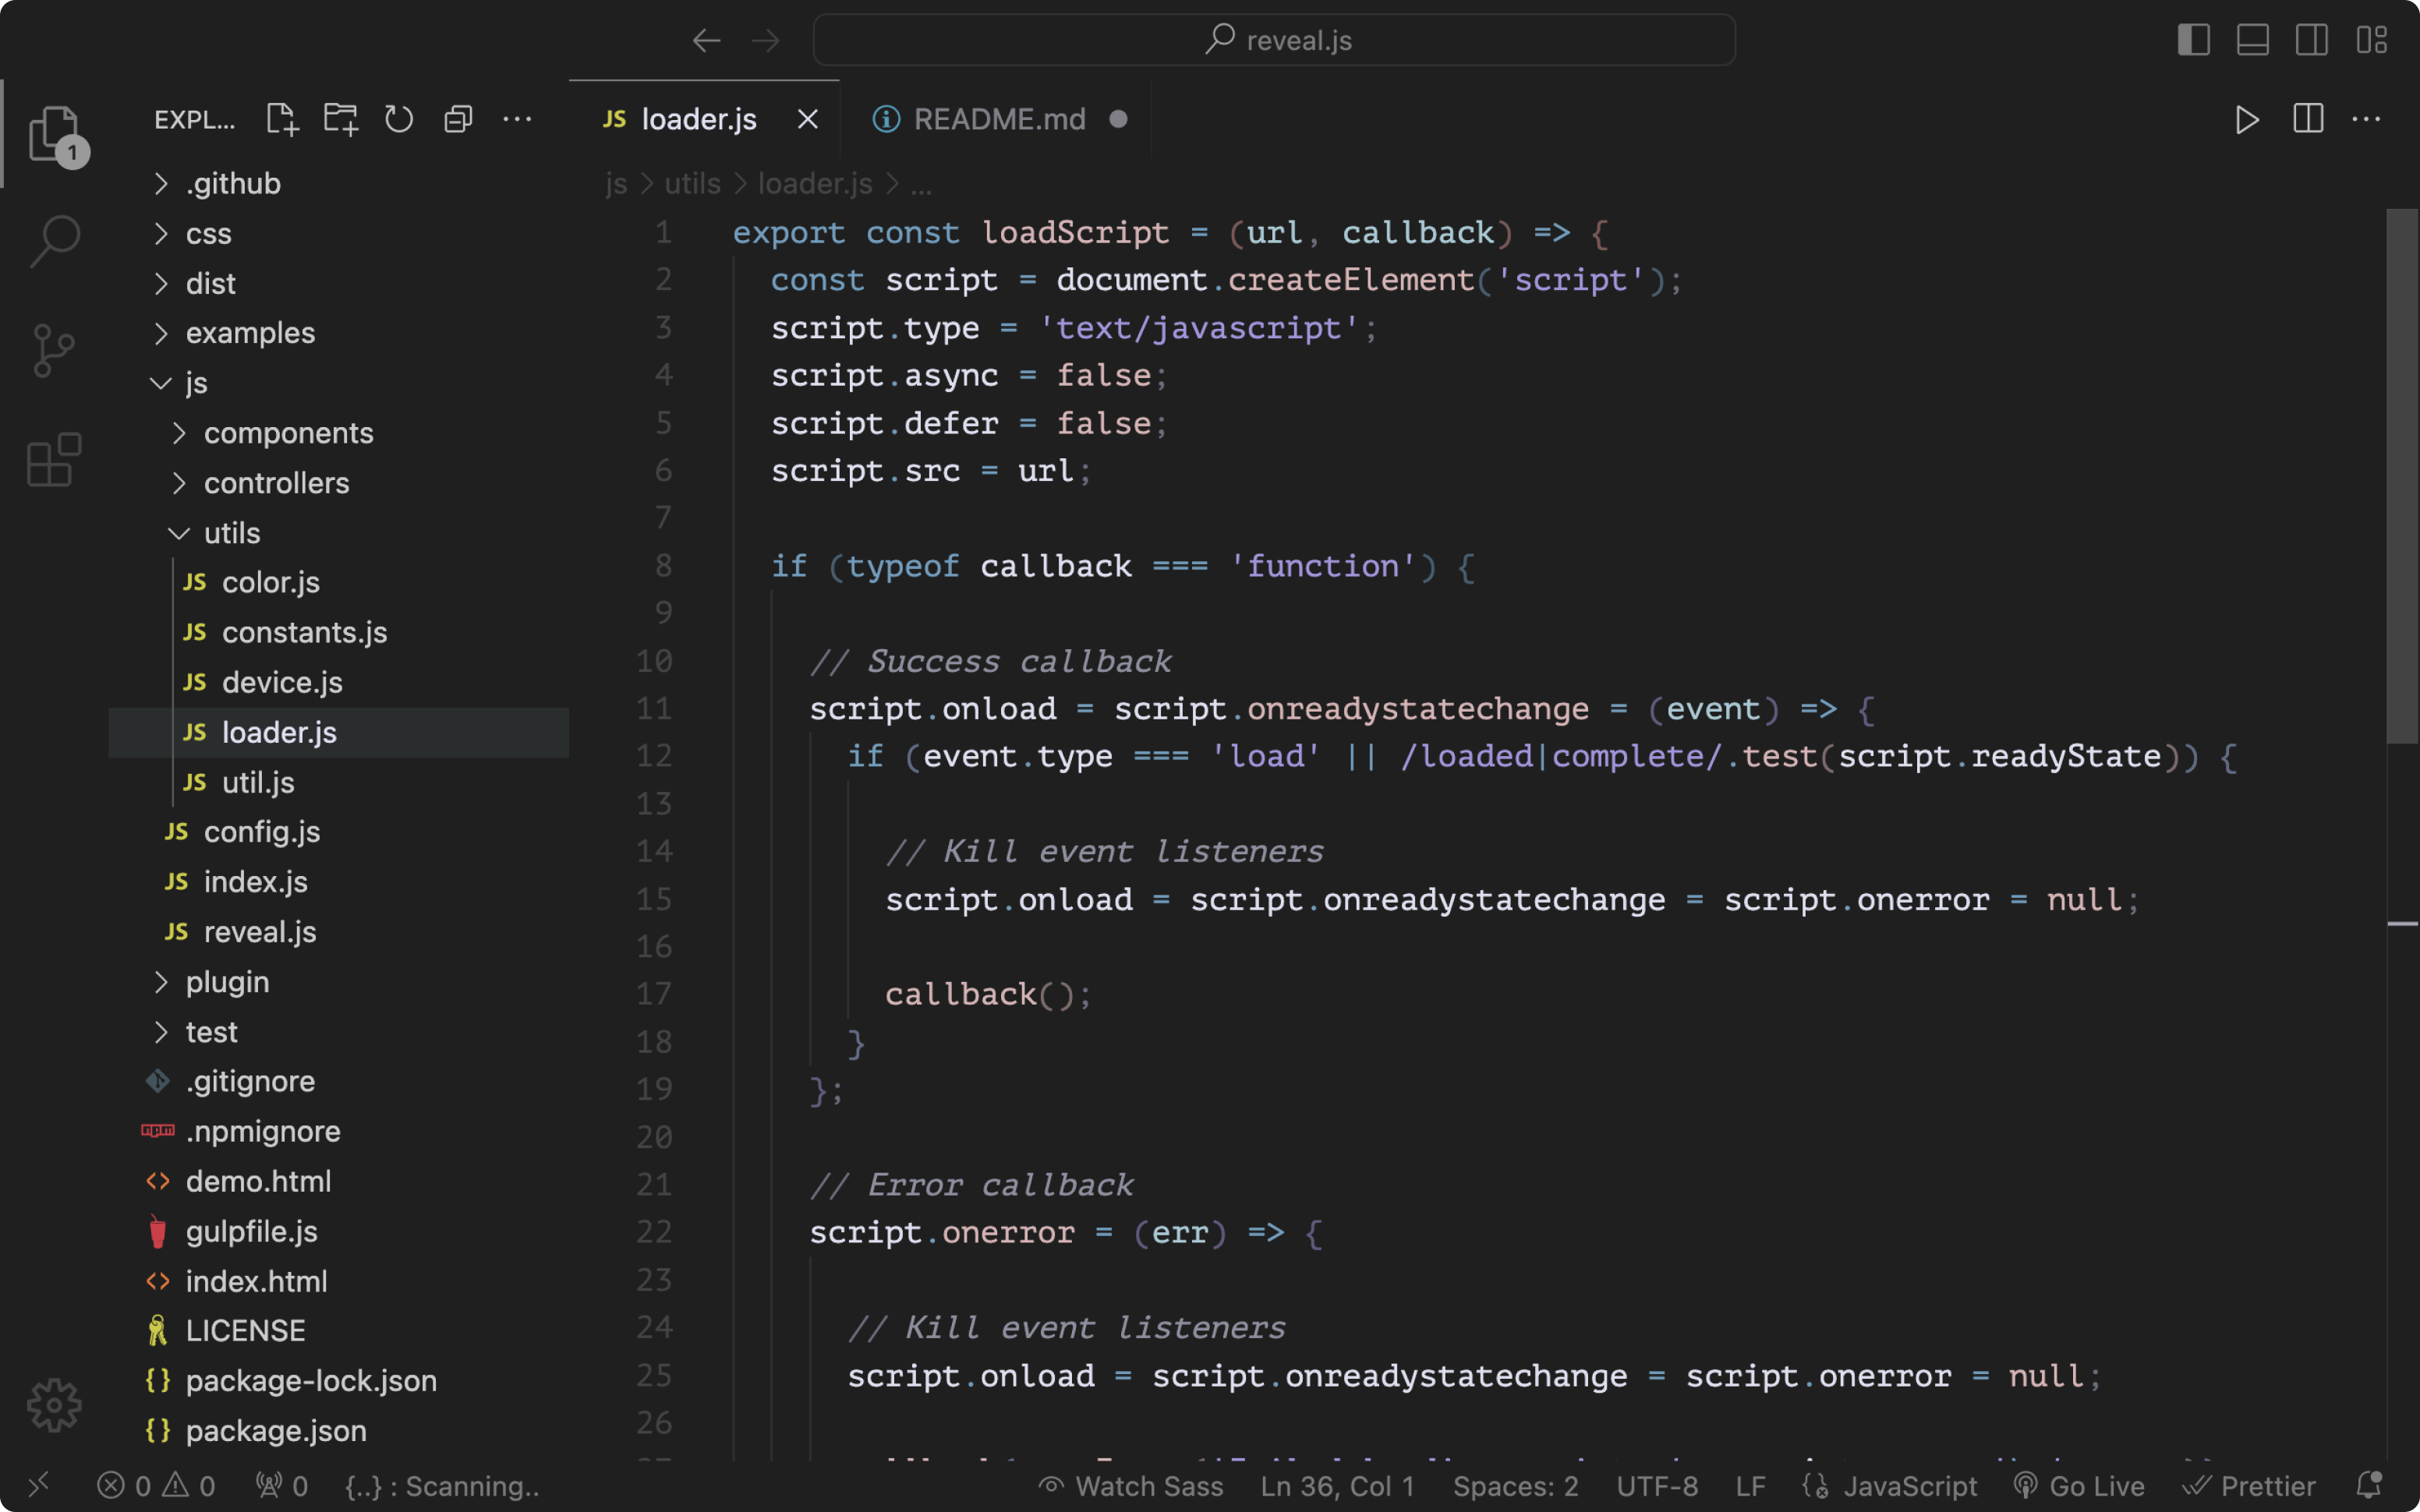 reveal.js
EXPL...
1
.github
css
dist
examples
js
components
controllers
utils
JS color.js
JS constants.js
JS device.js
JS loader.js
JS util.js
JS config.js
JS index.js
JS reveal.js
plugin
test
.gitignore
.npmignore
demo.html
gulpfile.js
index.html
LICENSE
{} package-lock.json
{} package.json
JS loader.js
README.md
js > utils > loader.js > ...
1 export const loadScript = (url, callback) => {
2 const script = document.createElement('script');
3 script.type = 'text/javascript';
4 script.async = false;
5 script.defer = false;
6 script.src = url;
7
8 if (typeof callback === 'function') {
9
10 // Success callback
11 script.onload = script.onreadystatechange = (event) => {
12 if (event.type === 'load' || /loaded|complete/.test(script.readyState)) {
13
14 // Kill event listeners
15 script.onload = script.onreadystatechange = script.onerror = null;
16
17 callback();
18 }
19 };
20
21 // Error callback
22 script.onerror = (err) => {
23
24 // Kill event listeners
25 script.onload = script.onreadystatechange = script.onerror = null;
26
0 0 0 {..} : Scanning..
Watch Sass Ln 36, Col 1 Spaces: 2 UTF-8 LF JavaScript Go Live Prettier